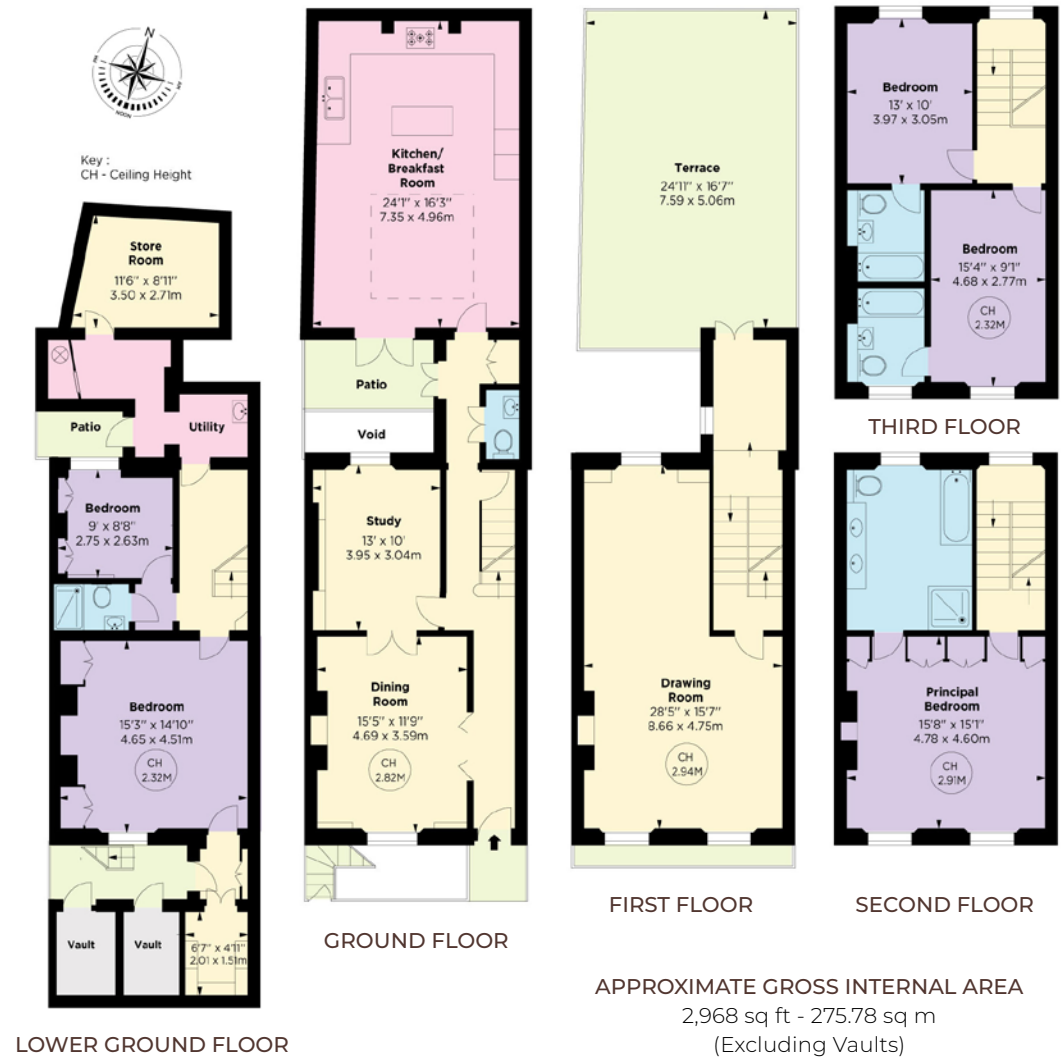 N
NOON
Key :
CH - Ceiling Height
Store
Room
11'6" x 8'11"
3.50 x 2.71m
Patio
Utility
Bedroom
9' x 8'8"
2.75 x 2.63m
Bedroom
15'3" x 14'10"
4.65 x 4.51m
CH
2.32M
Vault
Vault
6'7" x 4'11"
2.01 x 1.51m
LOWER GROUND FLOOR
Kitchen/
Breakfast
Room
24'1" x 16'3"
7.35 x 4.96m
Patio
Void
Study
13' x 10'
3.95 x 3.04m
Dining
Room
15'5" x 11'9"
4.69 x 3.59m
CH
2.82M
GROUND FLOOR
Terrace
24'11" x 16'7"
7.59 x 5.06m
Drawing
Room
28'5" x 15'7"
8.66 x 4.75m
CH
2.94M
FIRST FLOOR
Bedroom
13' x 10'
3.97 x 3.05m
Bedroom
15'4" x 9'1"
4.68 x 2.77m
CH
2.32M
THIRD FLOOR
Principal
Bedroom
15'8" x 15'1"
4.78 x 4.60m
CH
2.91M
SECOND FLOOR
APPROXIMATE GROSS INTERNAL AREA
2,968 sq ft - 275.78 sq m
(Excluding Vaults)